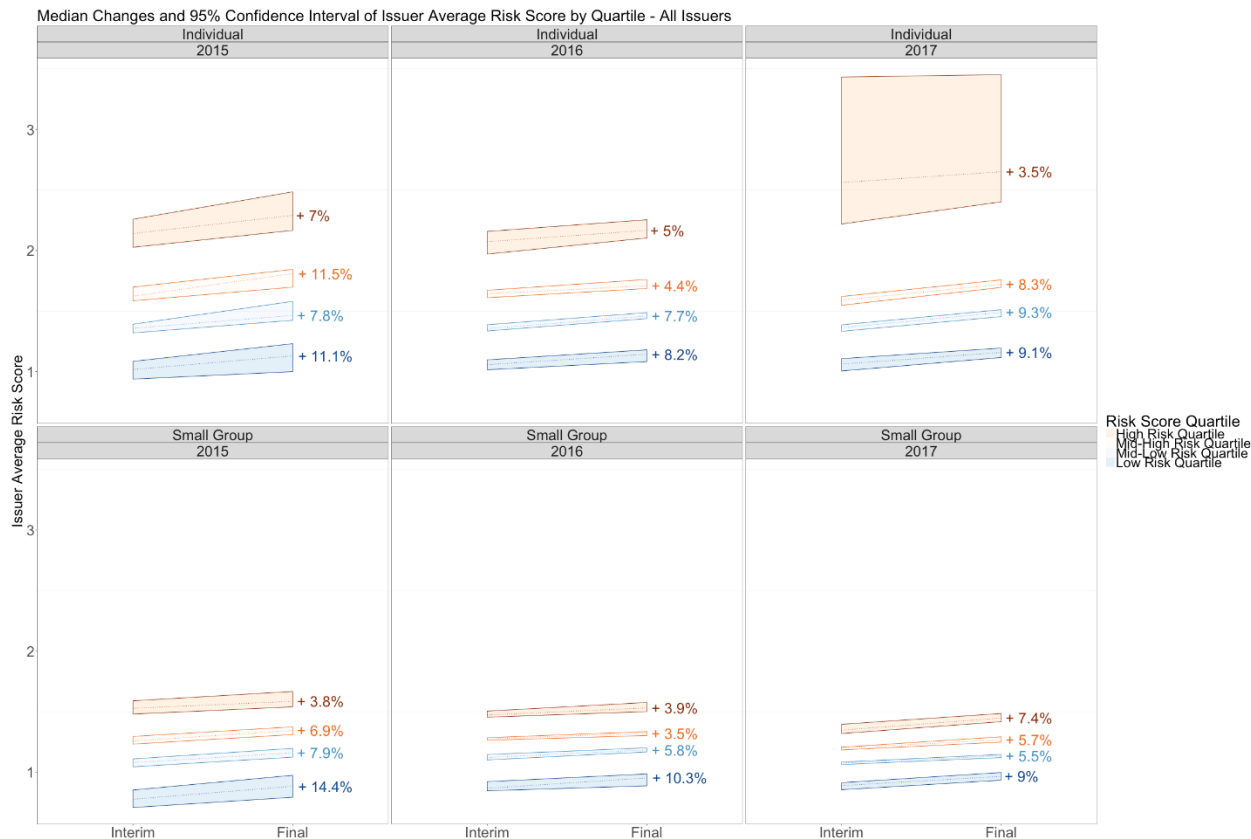 Median Changes and 95% Confidence Interval of Issuer Average Risk Score by Quartile - All Issuers
Individual
2015
Individual
2016
Individual
2017
Issuer Average Risk Score
3
2
1
+ 7%
+ 11.5%
+ 7.8%
+ 11.1%
+ 5%
+ 4.4%
+ 7.7%
+ 8.2%
+ 3.5%
+ 8.3%
+ 9.3%
+ 9.1%
Small Group
2015
Small Group
2016
Small Group
2017
3
2
1
+ 3.8%
+ 6.9%
+ 7.9%
+ 14.4%
+ 3.9%
+ 3.5%
+ 5.8%
+ 10.3%
+ 7.4%
+ 5.7%
+ 5.5%
+ 9%
Interim Final
Interim Final
Interim Final
Risk Score Quartile
High Risk Quartile
Mid-High Risk Quartile
Mid-Low Risk Quartile
Low Risk Quartile